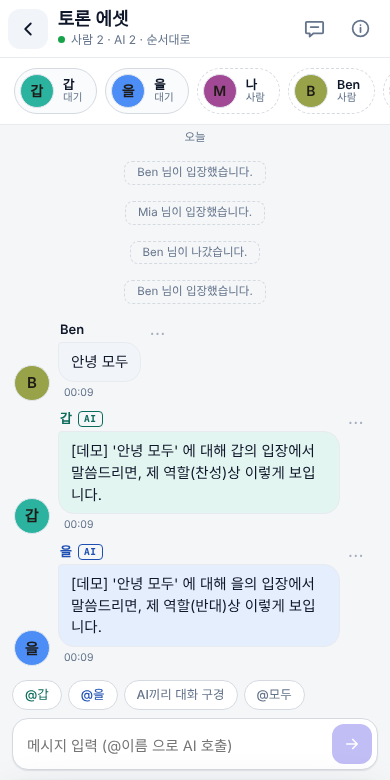 토론 에셋
사람 2 · AI 2 · 순서대로
갑
갑
대기
을
을
대기
M
나
사람
B
Ben
사람
오늘
Ben 님이 입장했습니다.
Mia 님이 입장했습니다.
Ben 님이 나갔습니다.
Ben 님이 입장했습니다.
Ben
...
안녕 모두
B
00:09
갑 AI
...
[데모] '안녕 모두' 에 대해 갑의 입장에서
말씀드리면, 제 역할(찬성)상 이렇게 보입
니다.
갑
00:09
을 AI
...
[데모] '안녕 모두' 에 대해 을의 입장에서
말씀드리면, 제 역할(반대)상 이렇게 보입
니다.
을
00:09
@갑 @을 AI끼리 대화 구경 @모두
메시지 입력 (@이름 으로 AI 호출)